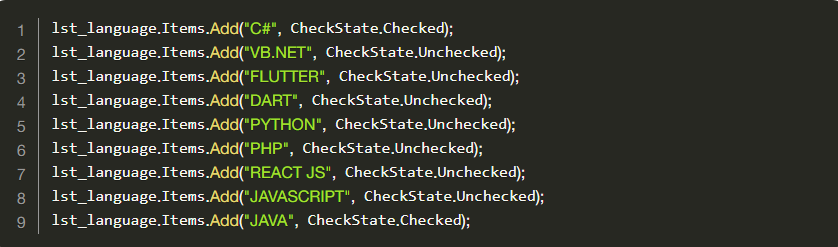 1 lst_language.Items.Add("C#", CheckState.Checked);
2 lst_language.Items.Add("VB.NET", CheckState.Unchecked);
3 lst_language.Items.Add("FLUTTER", CheckState.Unchecked);
4 lst_language.Items.Add("DART", CheckState.Unchecked);
5 lst_language.Items.Add("PYTHON", CheckState.Unchecked);
6 lst_language.Items.Add("PHP", CheckState.Unchecked);
7 lst_language.Items.Add("REACT JS", CheckState.Unchecked);
8 lst_language.Items.Add("JAVASCRIPT", CheckState.Unchecked);
9 lst_language.Items.Add("JAVA", CheckState.Checked);